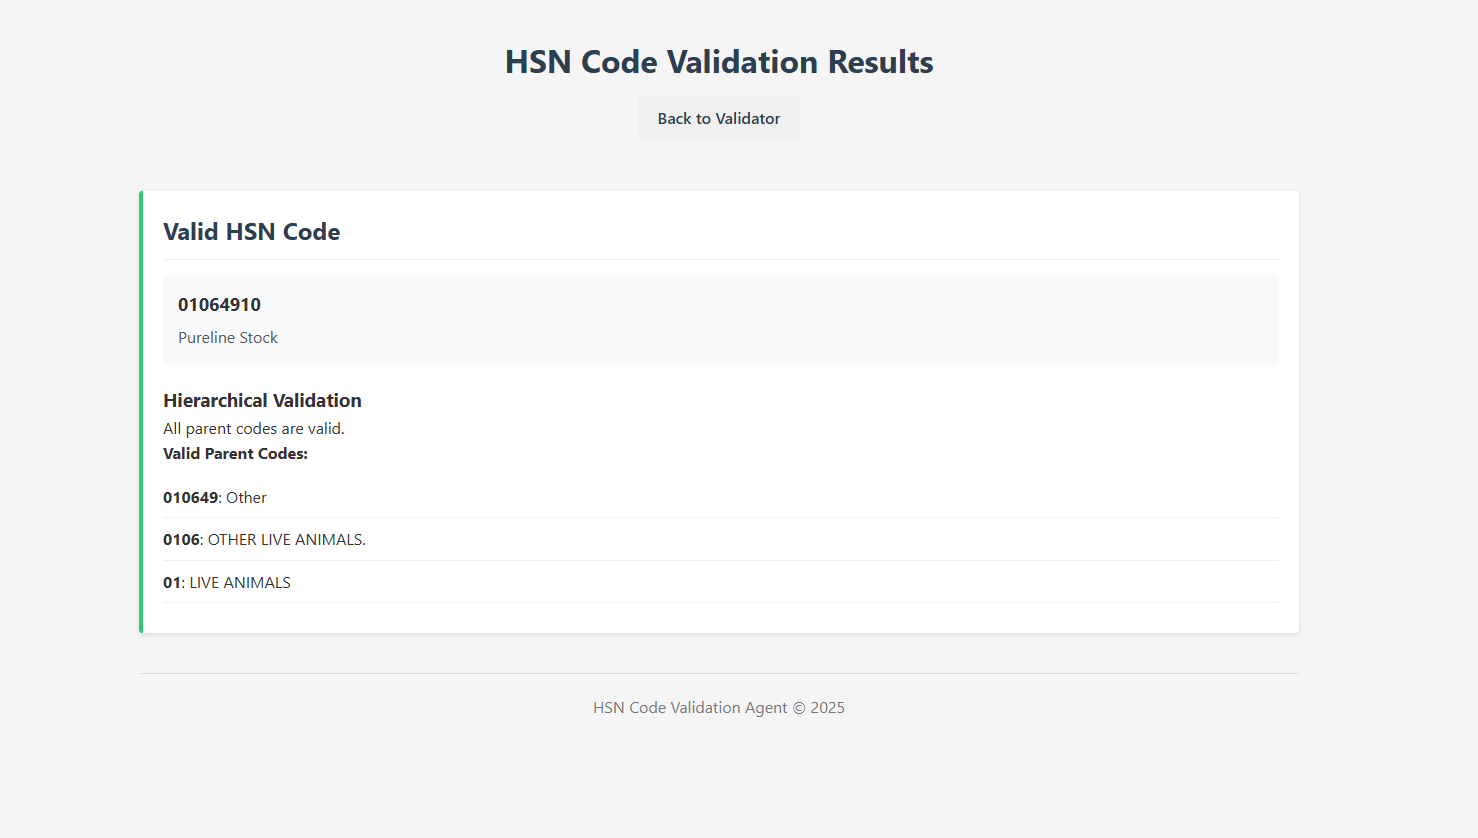 HSN Code Validation Results
Back to Validator
Valid HSN Code
01064910
Pureline Stock
Hierarchical Validation
All parent codes are valid.
Valid Parent Codes:
010649: Other
0106: OTHER LIVE ANIMALS.
01: LIVE ANIMALS
HSN Code Validation Agent © 2025